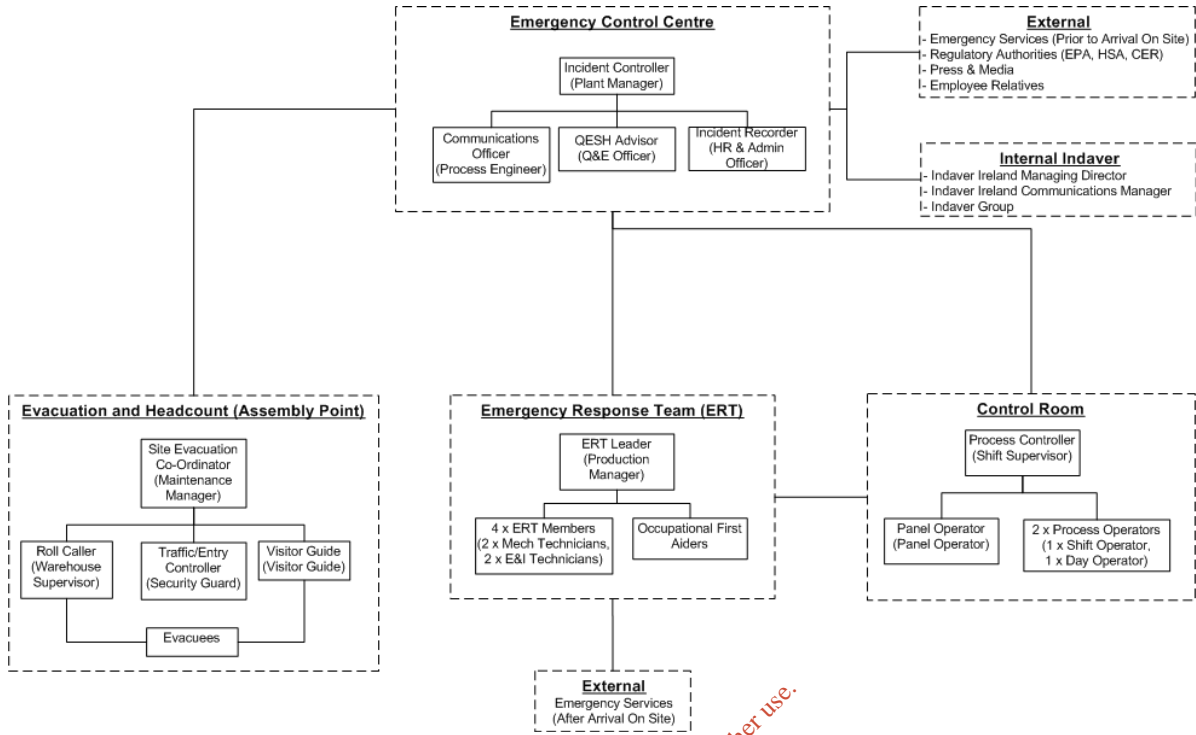 Emergency Control Centre
Incident Controller
(Plant Manager)
Communications
Officer
(Process Engineer)
QESH Advisor
(Q&E Officer)
Incident Recorder
(HR & Admin
Officer)
External
- Emergency Services (Prior to Arrival On Site)
- Regulatory Authorities (EPA, HSA, CER)
- Press & Media
- Employee Relatives
Internal Indaver
- Indaver Ireland Managing Director
- Indaver Ireland Communications Manager
- Indaver Group
Evacuation and Headcount (Assembly Point)
Site Evacuation
Co-Ordinator
(Maintenance
Manager)
Roll Caller
(Warehouse
Supervisor)
Traffic/Entry
Controller
(Security Guard)
Visitor Guide
(Visitor Guide)
Evacuees
Emergency Response Team (ERT)
ERT Leader
(Production
Manager)
4 x ERT Members
(2 x Mech Technicians,
2 x E&I Technicians)
Occupational First
Aiders
Control Room
Process Controller
(Shift Supervisor)
Panel Operator
(Panel Operator)
2 x Process Operators
(1 x Shift Operator,
1 x Day Operator)
External
Emergency Services
(After Arrival On Site)
use.